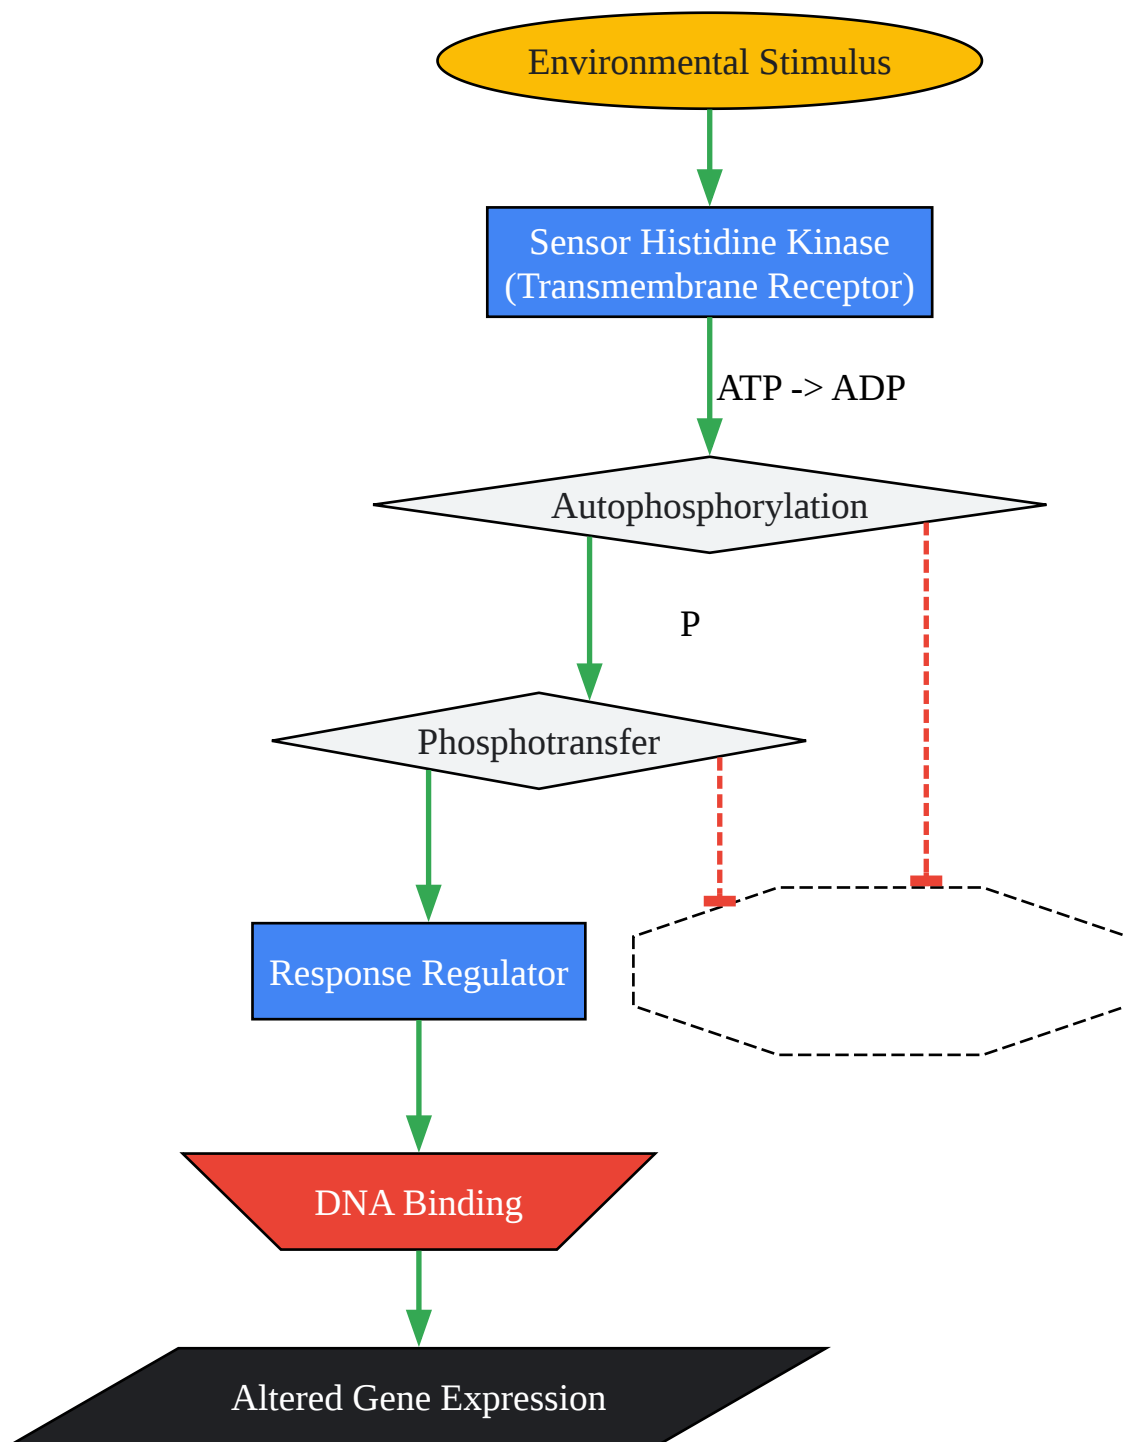 Environmental Stimulus
Sensor Histidine Kinase
(Transmembrane Receptor)
ATP -> ADP
Autophosphorylation
P
Phosphotransfer
Response Regulator
DNA Binding
Altered Gene Expression